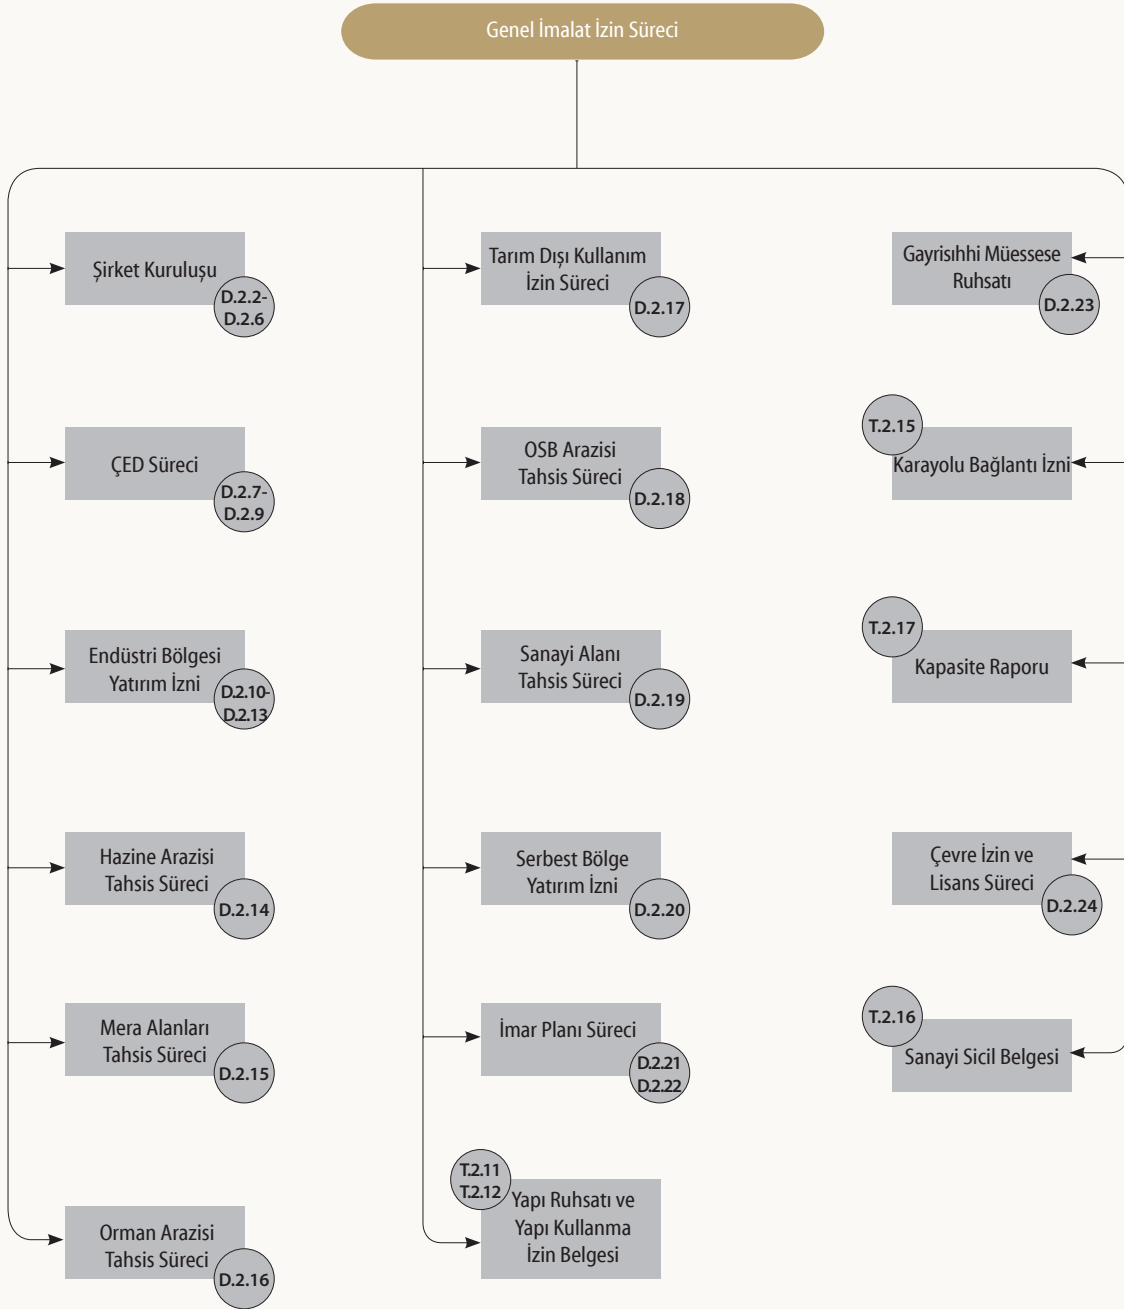 Genel İmalat İzin Süreci
Şirket Kuruluşu
D.2.2-
D.2.6
ÇED Süreci
D.2.7-
D.2.9
Endüstri Bölgesi
Yatırım İzni
D.2.10-
D.2.13
Hazine Arazisi
Tahsis Süreci
D.2.14
Mera Alanları
Tahsis Süreci
D.2.15
Orman Arazisi
Tahsis Süreci
D.2.16
Tarım Dışı Kullanım
İzin Süreci
D.2.17
OSB Arazisi
Tahsis Süreci
D.2.18
Sanayi Alanı
Tahsis Süreci
D.2.19
Serbest Bölge
Yatırım İzni
D.2.20
İmar Planı Süreci
D.2.21
D.2.22
T.2.11
T.2.12
Yapı Ruhsatı ve
Yapı Kullanma
İzin Belgesi
Gayrisıhhi Müessese
Ruhsatı
D.2.23
T.2.15
Karayolu Bağlantı İzni
T.2.17
Kapasite Raporu
Çevre İzin ve
Lisans Süreci
D.2.24
T.2.16
Sanayi Sicil Belgesi